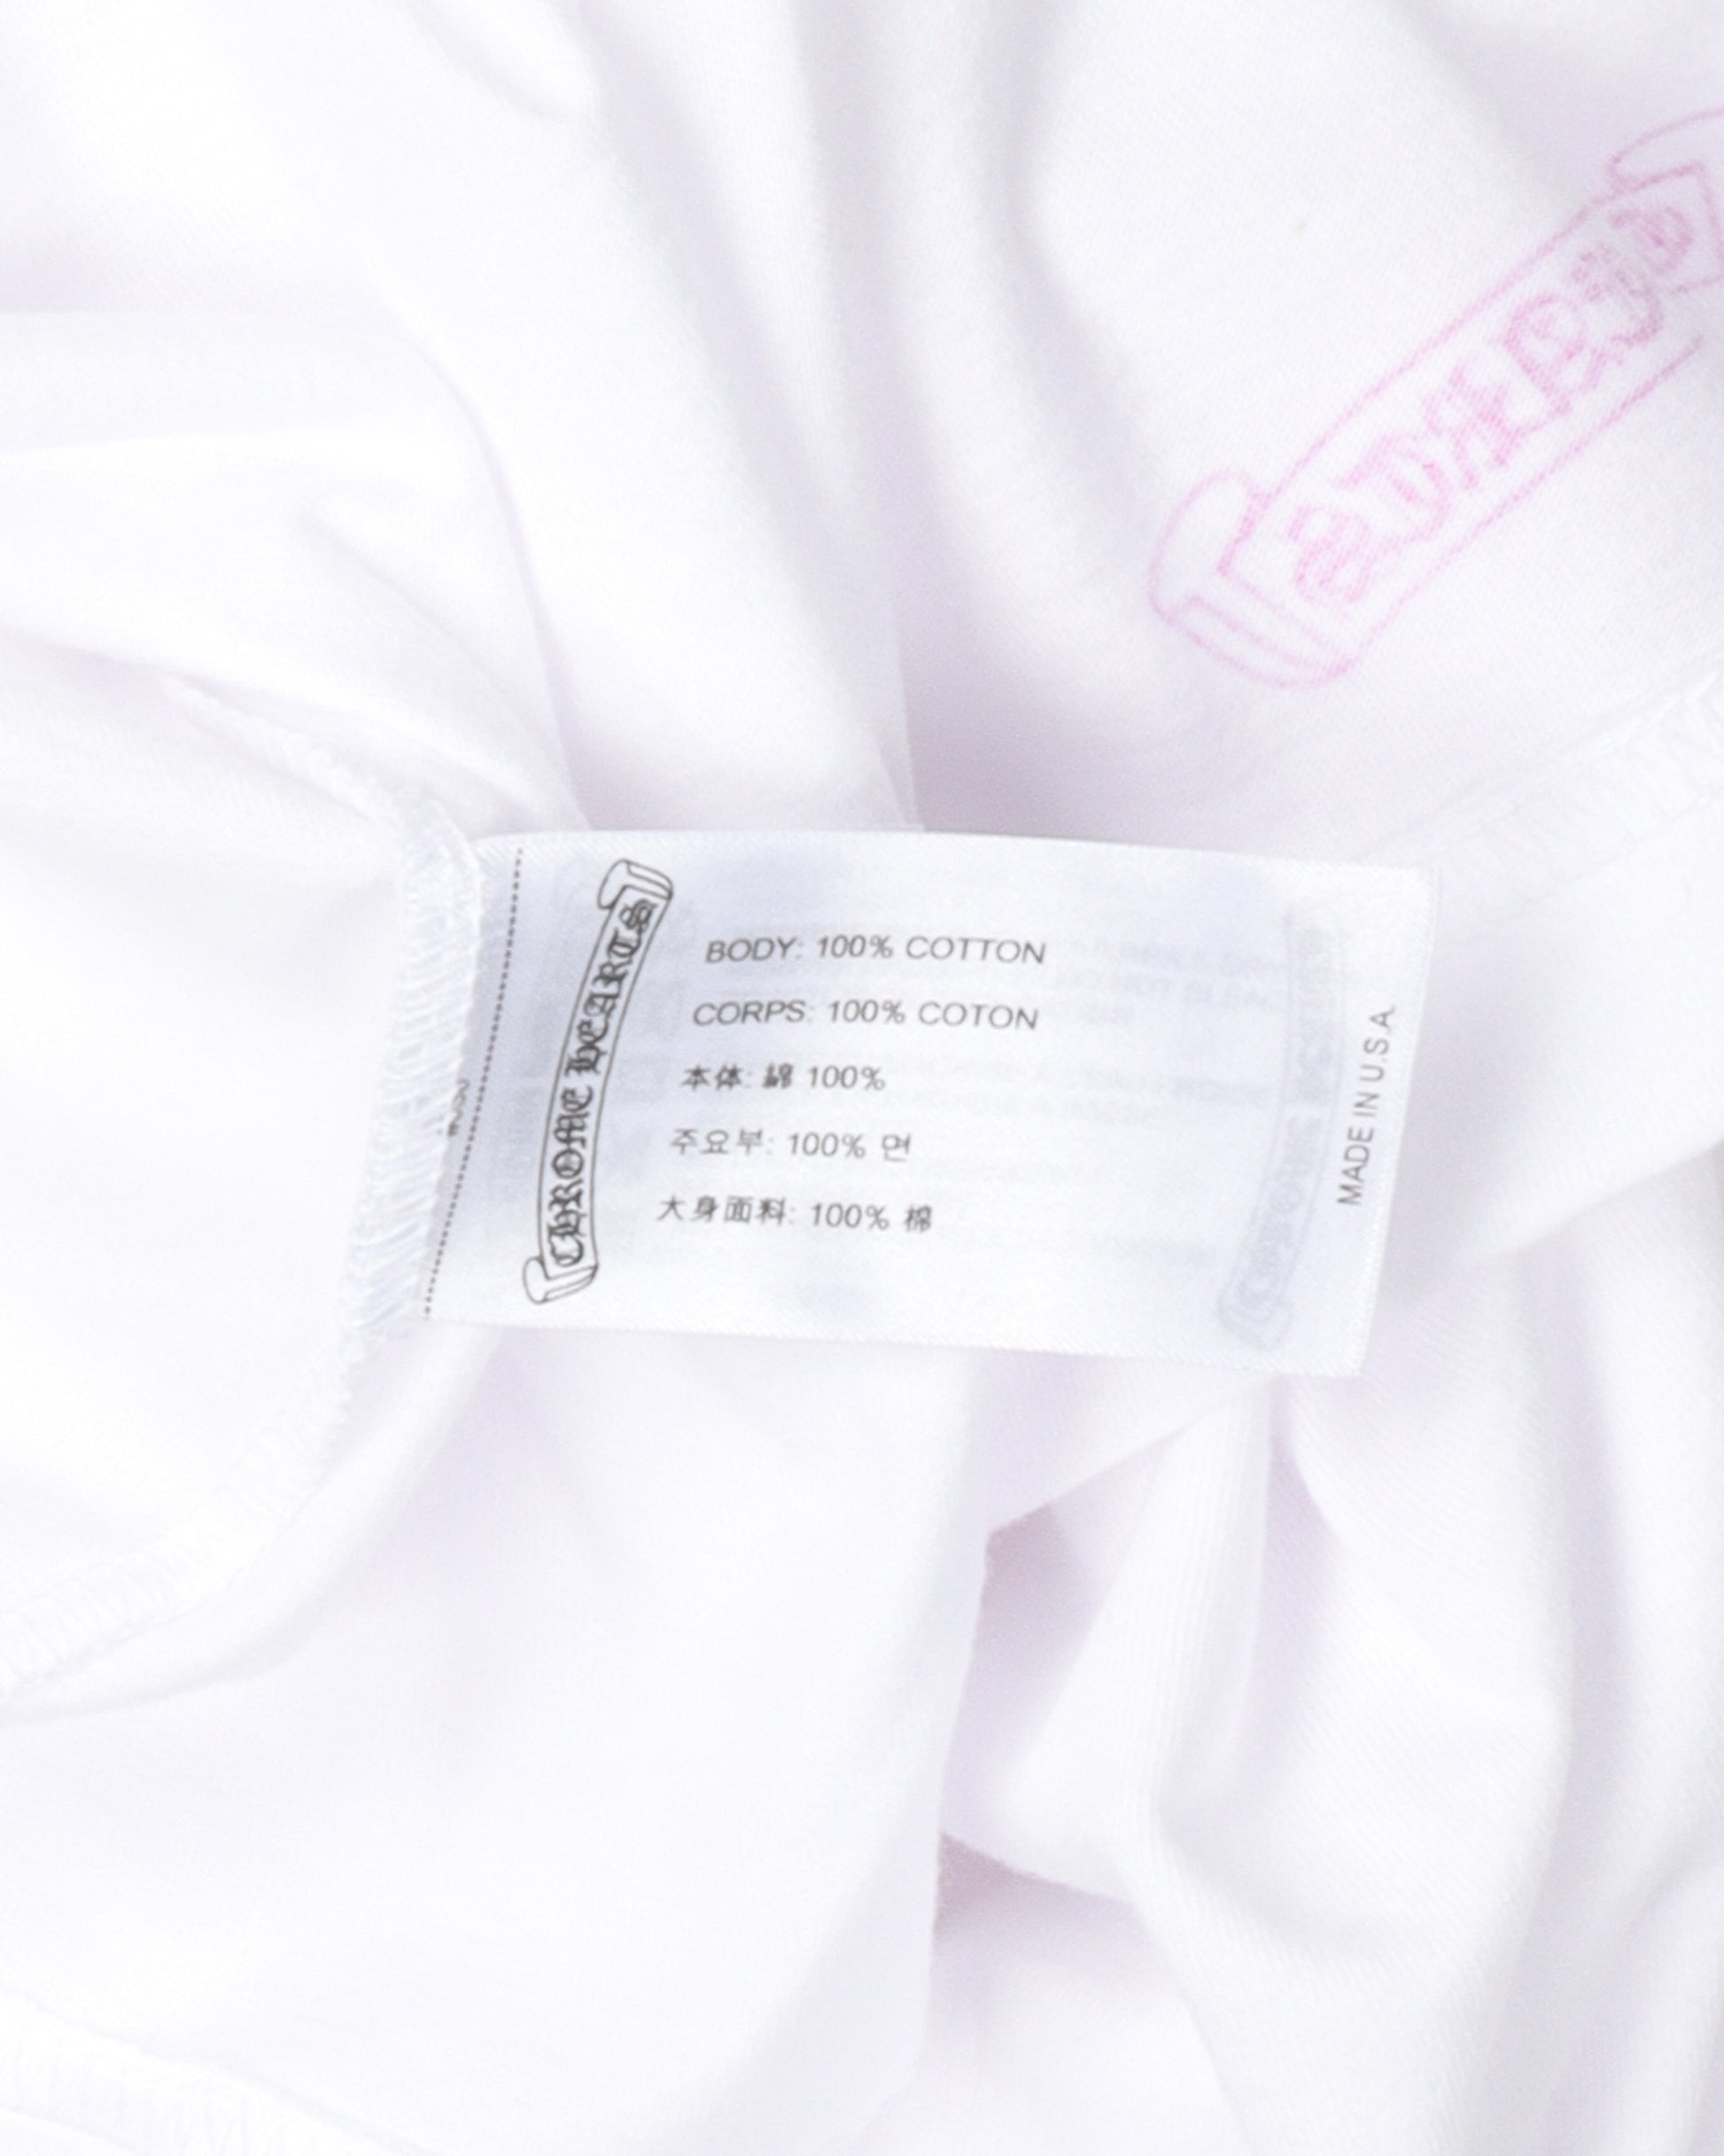 CHROME HEARTS
BODY: 100% COTTON
CORPS: 100% COTON
本体: 綿 100%
주요부: 100% 면
大身面料: 100% 棉
MADE IN U.S.A.